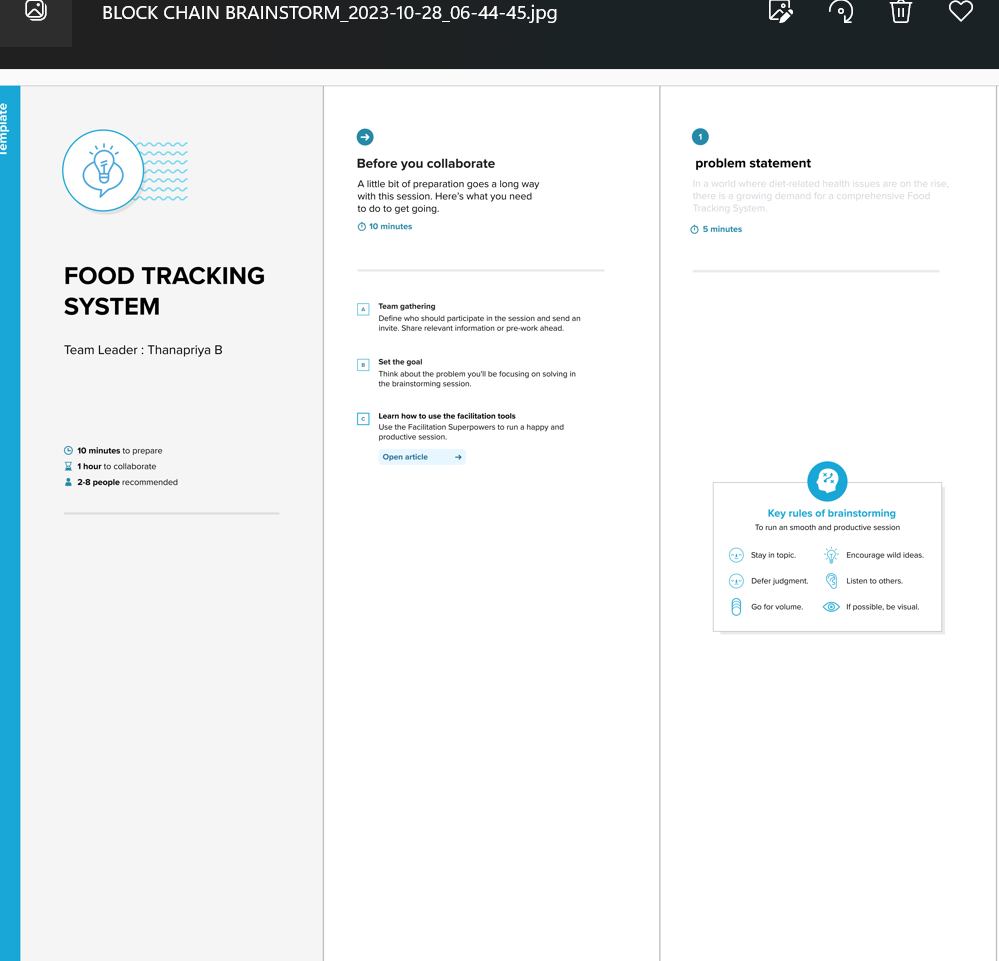 BLOCK CHAIN BRAINSTORM_2023-10-28_06-44-45.jpg
Template
FOOD TRACKING
SYSTEM
Team Leader : Thanapriya B
10 minutes to prepare
1 hour to collaborate
2-8 people recommended
Before you collaborate
A little bit of preparation goes a long way
with this session. Here's what you need
to do to get going.
10 minutes
A
Team gathering
Define who should participate in the session and send an
invite. Share relevant information or pre-work ahead.
B
Set the goal
Think about the problem you'll be focusing on solving in
the brainstorming session.
C
Learn how to use the facilitation tools
Use the Facilitation Superpowers to run a happy and
productive session.
Open article
1
problem statement
In a world where diet-related health issues are on the rise,
there is a growing demand for a comprehensive Food
Tracking System.
5 minutes
Key rules of brainstorming
To run an smooth and productive session
Stay in topic.
Encourage wild ideas.
Defer judgment.
Listen to others.
Go for volume.
If possible, be visual.